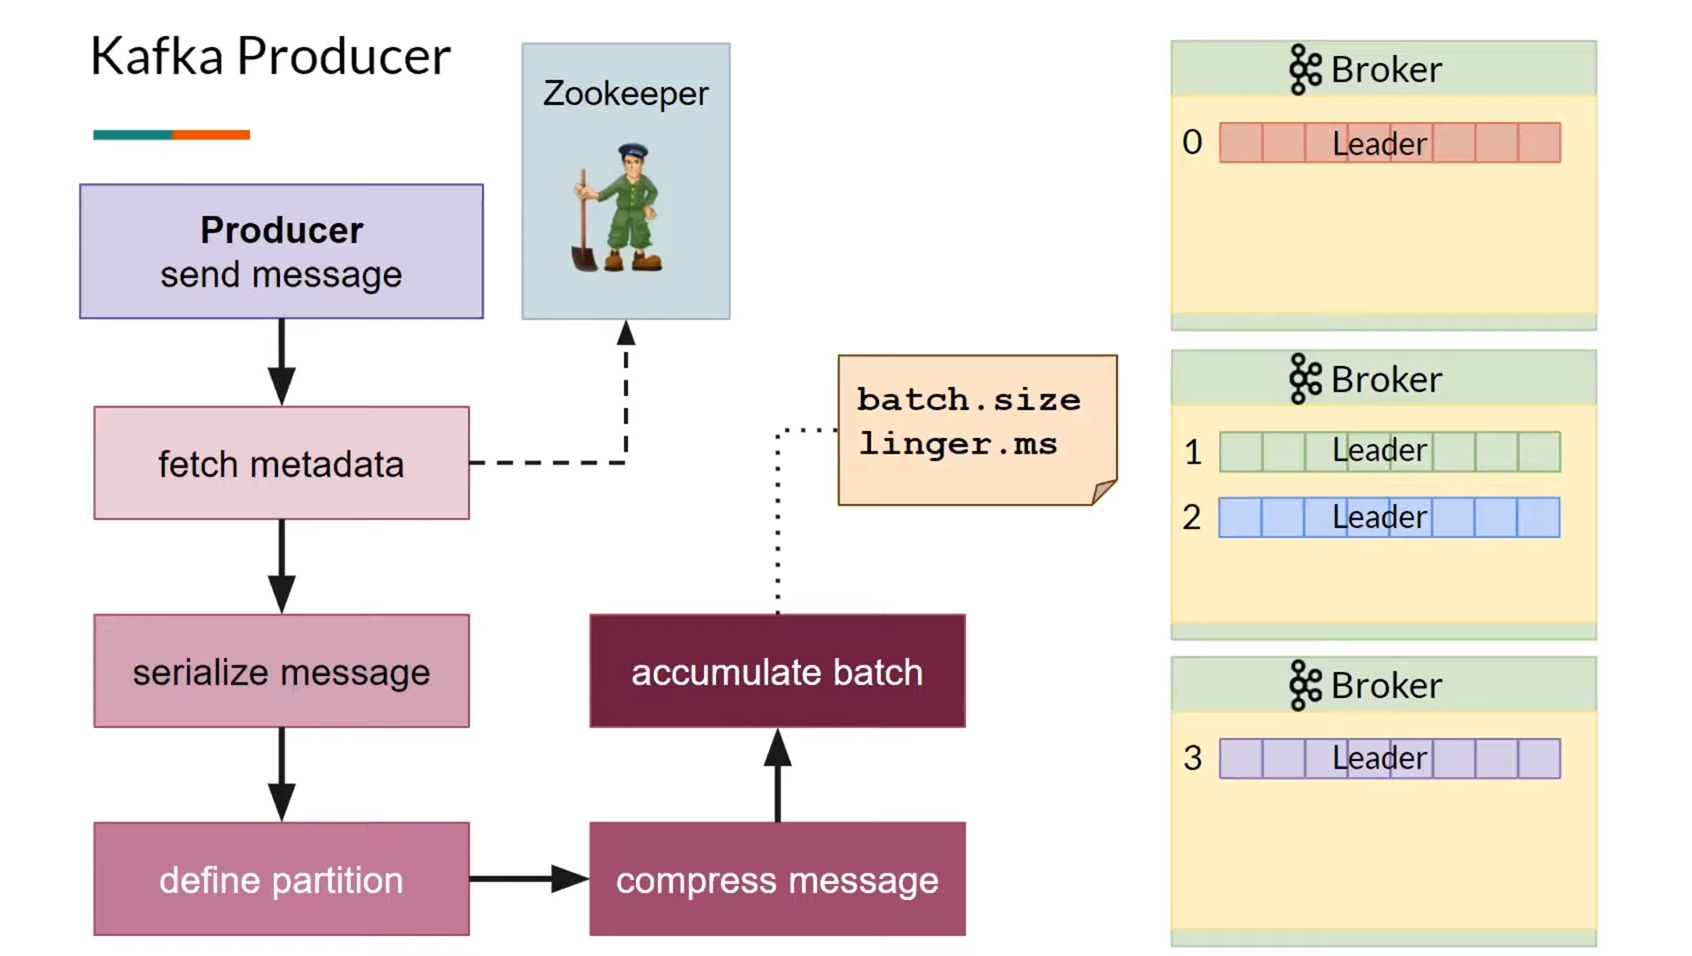 Kafka Producer
Zookeeper
Producer
send message
fetch metadata
serialize message
define partition
compress message
accumulate batch
batch.size
linger.ms
Broker
0 Leader
Broker
1 Leader
2 Leader
Broker
3 Leader